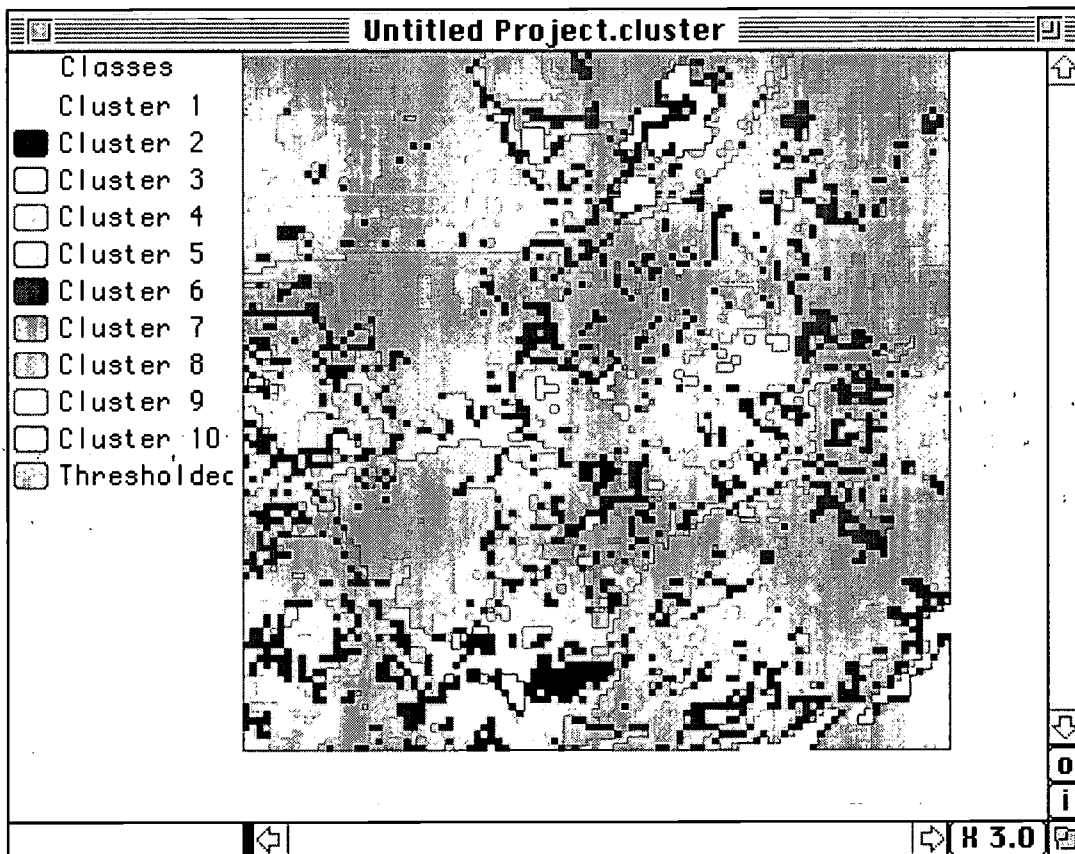 Untitled Project.cluster
Classes
Cluster 1
Cluster 2
Cluster 3
Cluster 4
Cluster 5
Cluster 6
Cluster 7
Cluster 8
Cluster 9
Cluster 10
Thresholdec
o
i
X 3.0